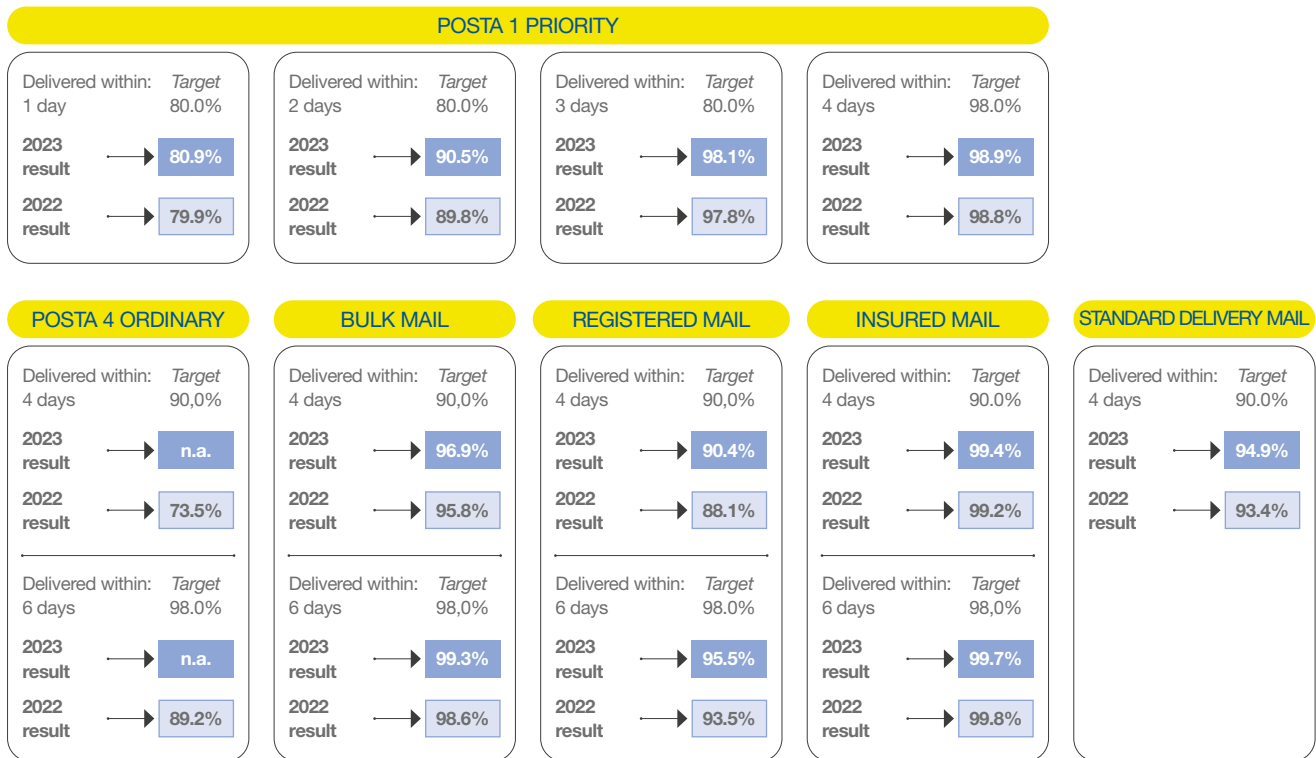 POSTA 1 PRIORITY
Delivered within: Target
1 day 80.0%
2023
result 80.9%
2022
result 79.9%
Delivered within: Target
2 days 80.0%
2023
result 90.5%
2022
result 89.8%
Delivered within: Target
3 days 80.0%
2023
result 98.1%
2022
result 97.8%
Delivered within: Target
4 days 98.0%
2023
result 98.9%
2022
result 98.8%
POSTA 4 ORDINARY
Delivered within: Target
4 days 90,0%
2023
result n.a.
2022
result 73.5%
Delivered within: Target
6 days 98.0%
2023
result n.a.
2022
result 89.2%
BULK MAIL
Delivered within: Target
4 days 90,0%
2023
result 96.9%
2022
result 95.8%
Delivered within: Target
6 days 98,0%
2023
result 99.3%
2022
result 98.6%
REGISTERED MAIL
Delivered within: Target
4 days 90,0%
2023
result 90.4%
2022
result 88.1%
Delivered within: Target
6 days 98.0%
2023
result 95.5%
2022
result 93.5%
INSURED MAIL
Delivered within: Target
4 days 90.0%
2023
result 99.4%
2022
result 99.2%
Delivered within: Target
6 days 98,0%
2023
result 99.7%
2022
result 99.8%
STANDARD DELIVERY MAIL
Delivered within: Target
4 days 90.0%
2023
result 94.9%
2022
result 93.4%